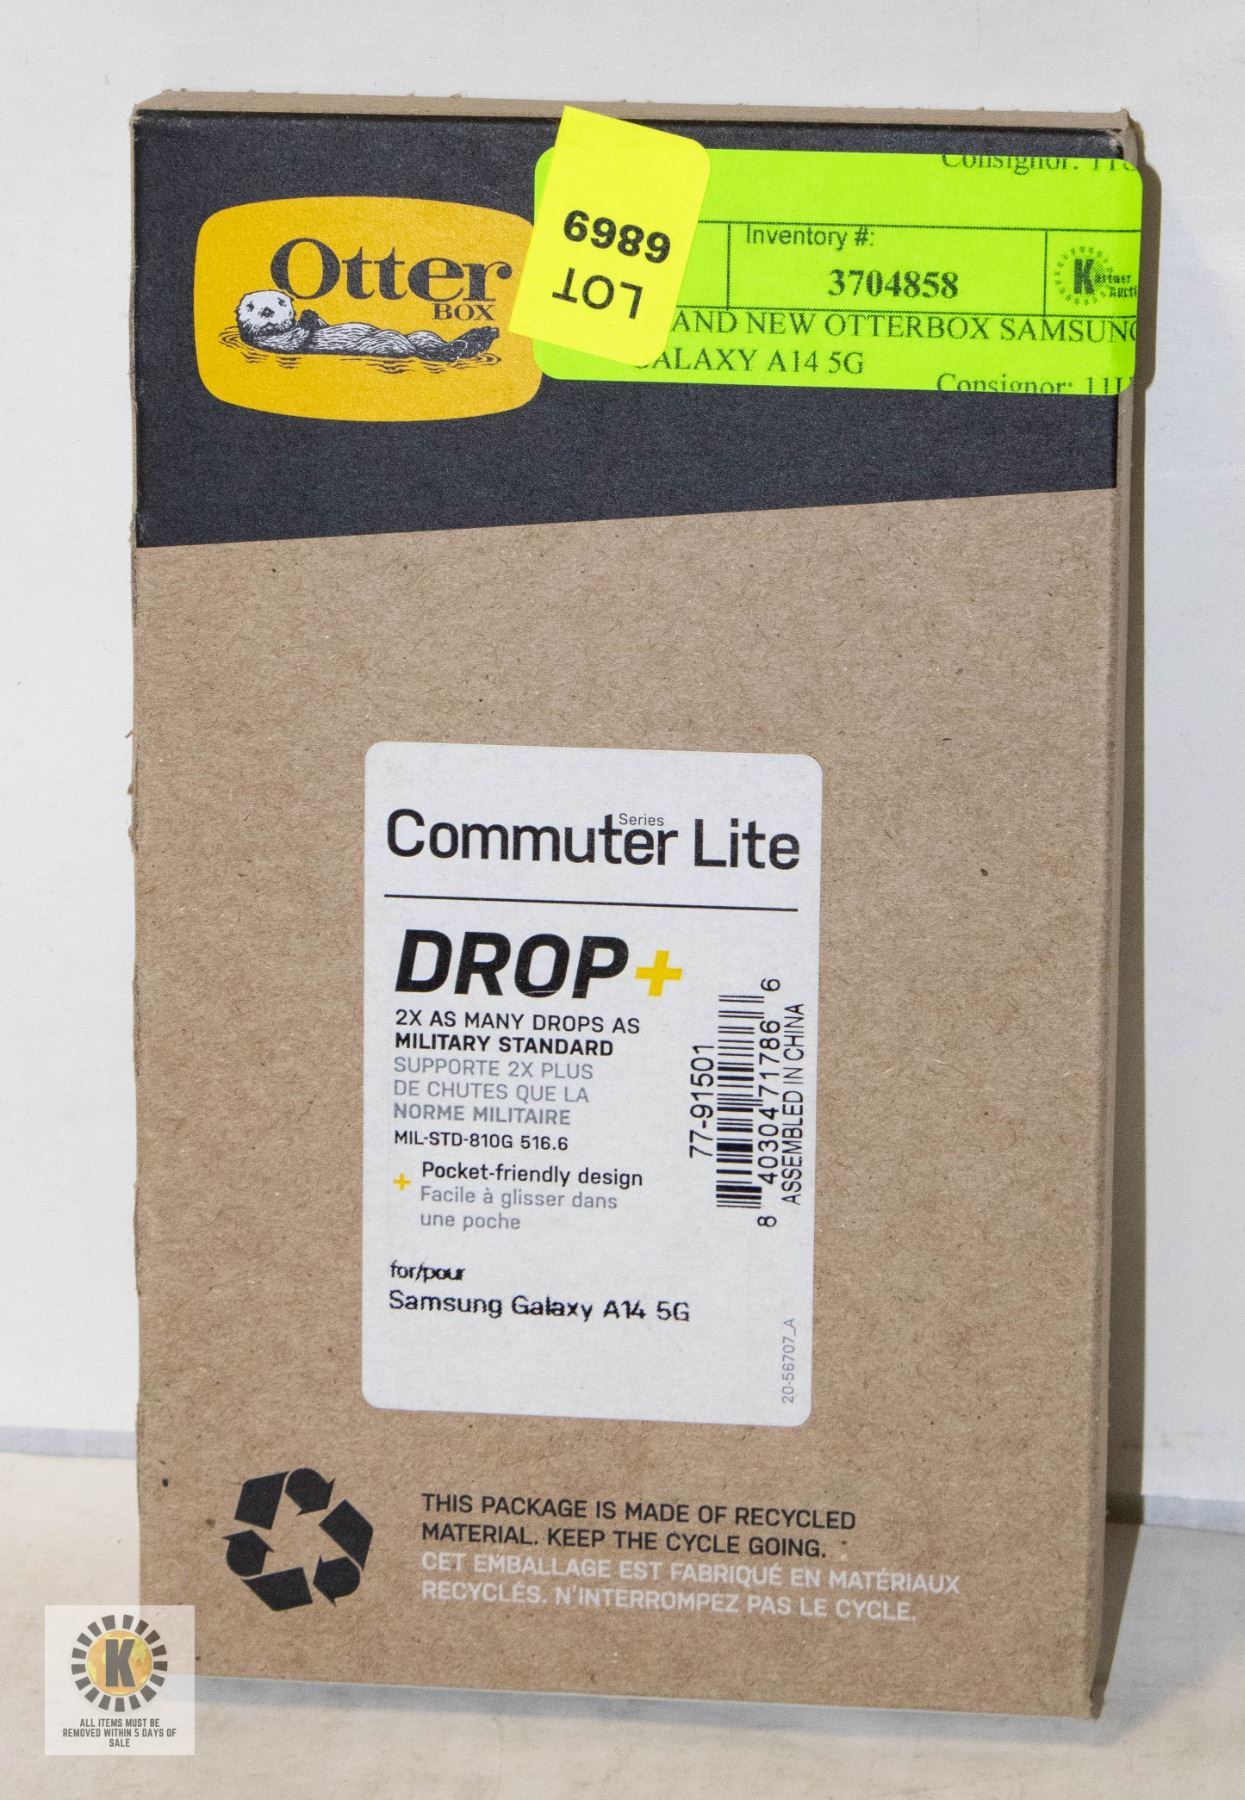 Otter
BOX
LOT
6869
Consignor:
Inventory #:
3704858
AND NEW OTTERBOX SAMSUNG
GALAXY A14 5G
Consignor: 11U
Commuter Series Lite
DROP+
2X AS MANY DROPS AS
MILITARY STANDARD
SUPPORTE 2X PLUS
DE CHUTES QUE LA
NORME MILITAIRE
MIL-STD-810G 516.6
+ Pocket-friendly design
Facile à glisser dans
une poche
for/pour
Samsung Galaxy A14 5G
77-91501
8 40304 71786 6
ASSEMBLED IN CHINA
20-56707_A
THIS PACKAGE IS MADE OF RECYCLED
MATERIAL. KEEP THE CYCLE GOING.
CET EMBALLAGE EST FABRIQUÉ EN MATÉRIAUX
RECYCLÉS. N'INTERROMPEZ PAS LE CYCLE.
K
ALL ITEMS MUST BE
REMOVED WITHIN 5 DAYS OF
SALE